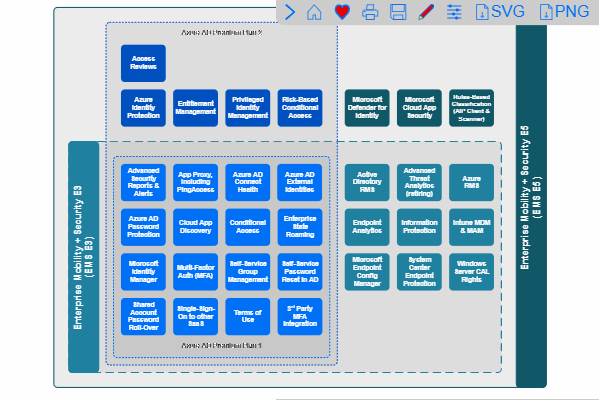 SVG
PNG
Azure AD Premium Plan 2
Access
Reviews
Azure
Identity
Protection
Entitlement
Management
Privileged
Identity
Management
Risk-Based
Conditional
Access
Microsoft
Defender for
Identity
Microsoft
Cloud App
Security
Rules-Based
Classification
(AIP Client &
Scanner)
Enterprise Mobility + Security E5
(EMS E5)
Enterprise Mobility + Security E3
(EMS E3)
Advanced
Security
Reports &
Alerts
App Proxy,
Including
PingAccess
Azure AD
Connect
Health
Azure AD
External
Identities
Active
Directory
RMS
Advanced
Threat
Analytics
(retiring)
Azure
RMS
Azure AD
Password
Protection
Cloud App
Discovery
Conditional
Access
Enterprise
State
Roaming
Endpoint
Analytics
Information
Protection
Intune MDM
& MAM
Microsoft
Identity
Manager
Multi-Factor
Auth (MFA)
Self-Service
Group
Management
Self-Service
Password
Reset in AD
Microsoft
Endpoint
Config
Manager
System
Center
Endpoint
Protection
Windows
Server CAL
Rights
Shared
Account
Password
Roll-Over
Single-Sign-
On to other
SaaS
Terms of
Use
3rd Party
MFA
Integration
Azure AD Premium Plan 1